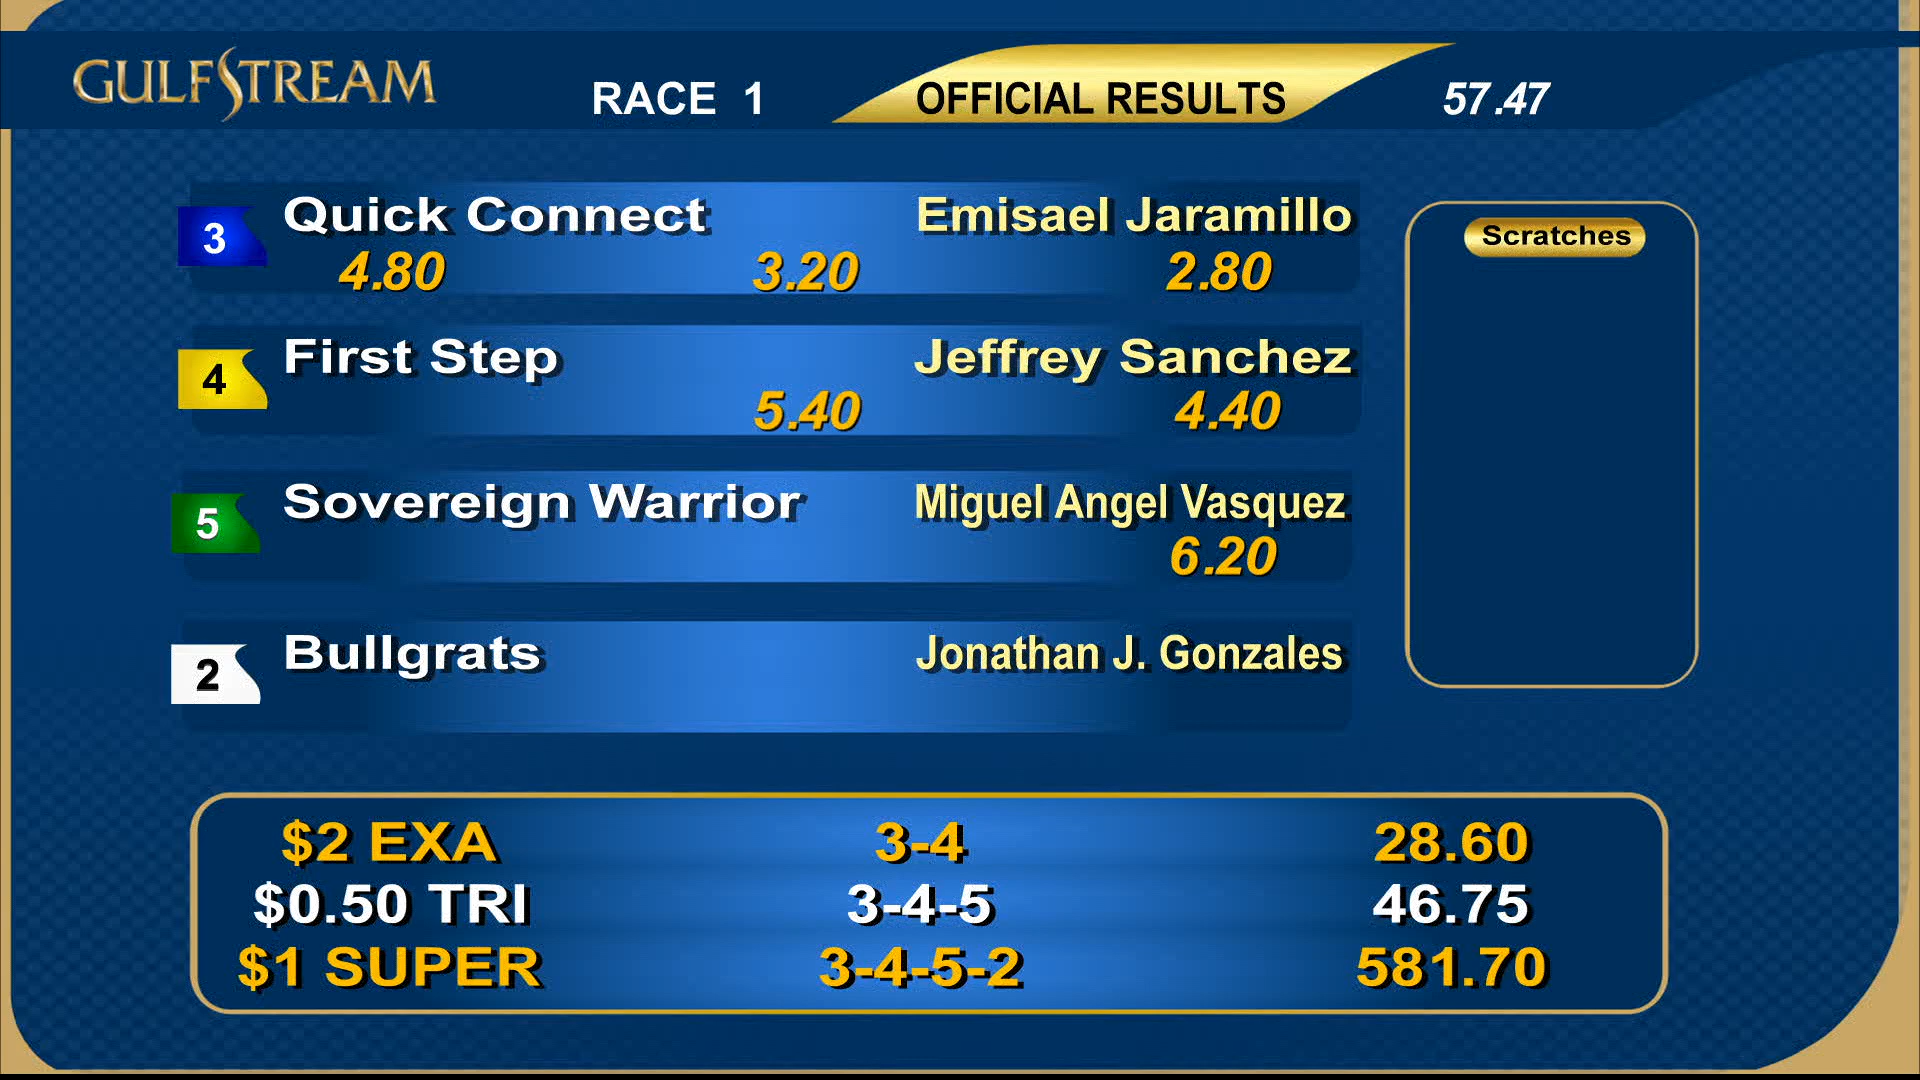 GULFSTREAM RACE 1 OFFICIAL RESULTS 57.47
3 Quick Connect Emisael Jaramillo
4.80 3.20 2.80
Scratches
4 First Step Jeffrey Sanchez
5.40 4.40
5 Sovereign Warrior Miguel Angel Vasquez
6.20
2 Bullgrats Jonathan J. Gonzales
$2 EXA 3-4 28.60
$0.50 TRI 3-4-5 46.75
$1 SUPER 3-4-5-2 581.70